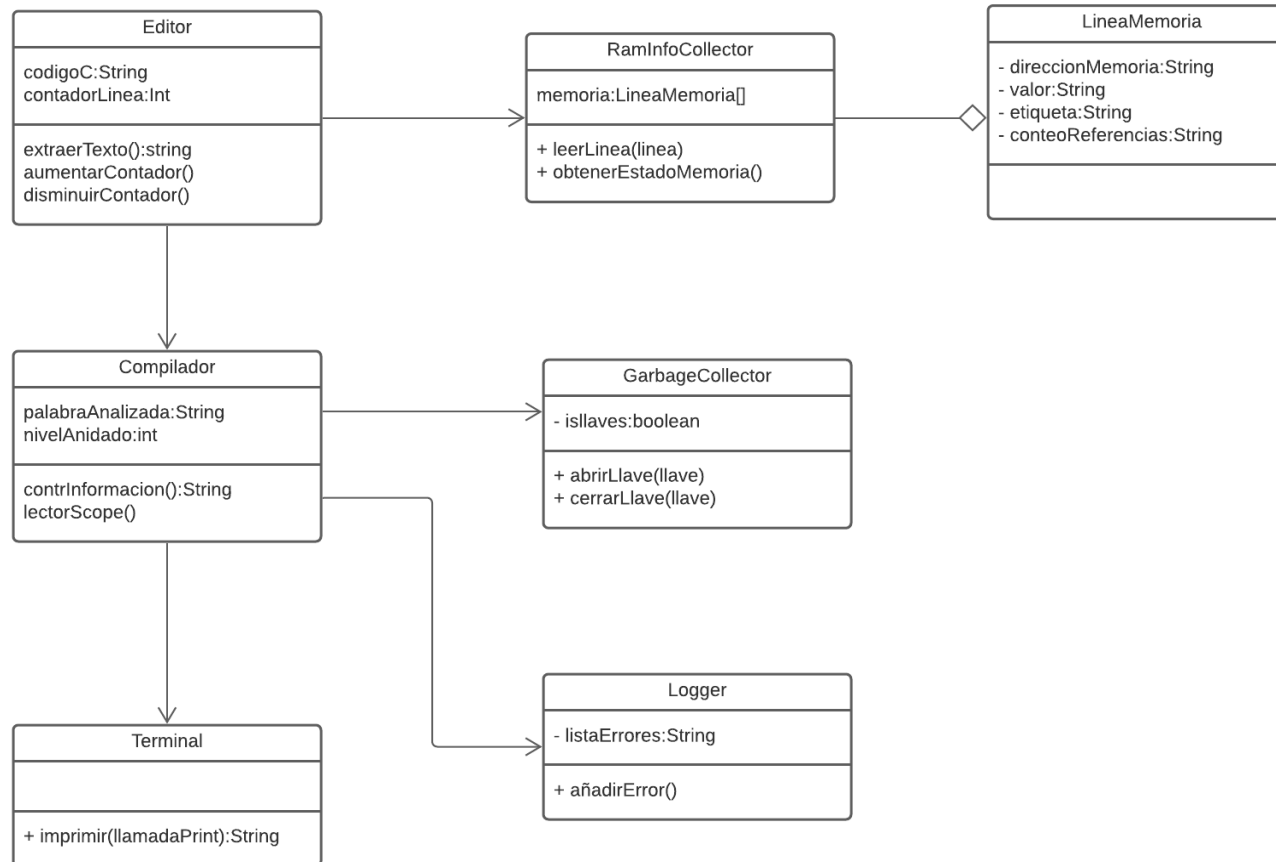 Editor
codigoC:String
contadorLinea:Int
extraerTexto():string
aumentarContador()
disminuirContador()
RamInfoCollector
memoria:LineaMemoria[]
+ leerLinea(linea)
+ obtenerEstadoMemoria()
LineaMemoria
- direccionMemoria:String
- valor:String
- etiqueta:String
- conteoReferencias:String
Compilador
palabraAnalizada:String
nivelAnidado:int
contrInformacion():String
lectorScope()
GarbageCollector
- isllaves:boolean
+ abrirLlave(llave)
+ cerrarLlave(llave)
Terminal
+ imprimir(llamadaPrint):String
Logger
- listaErrores:String
+ añadirError()